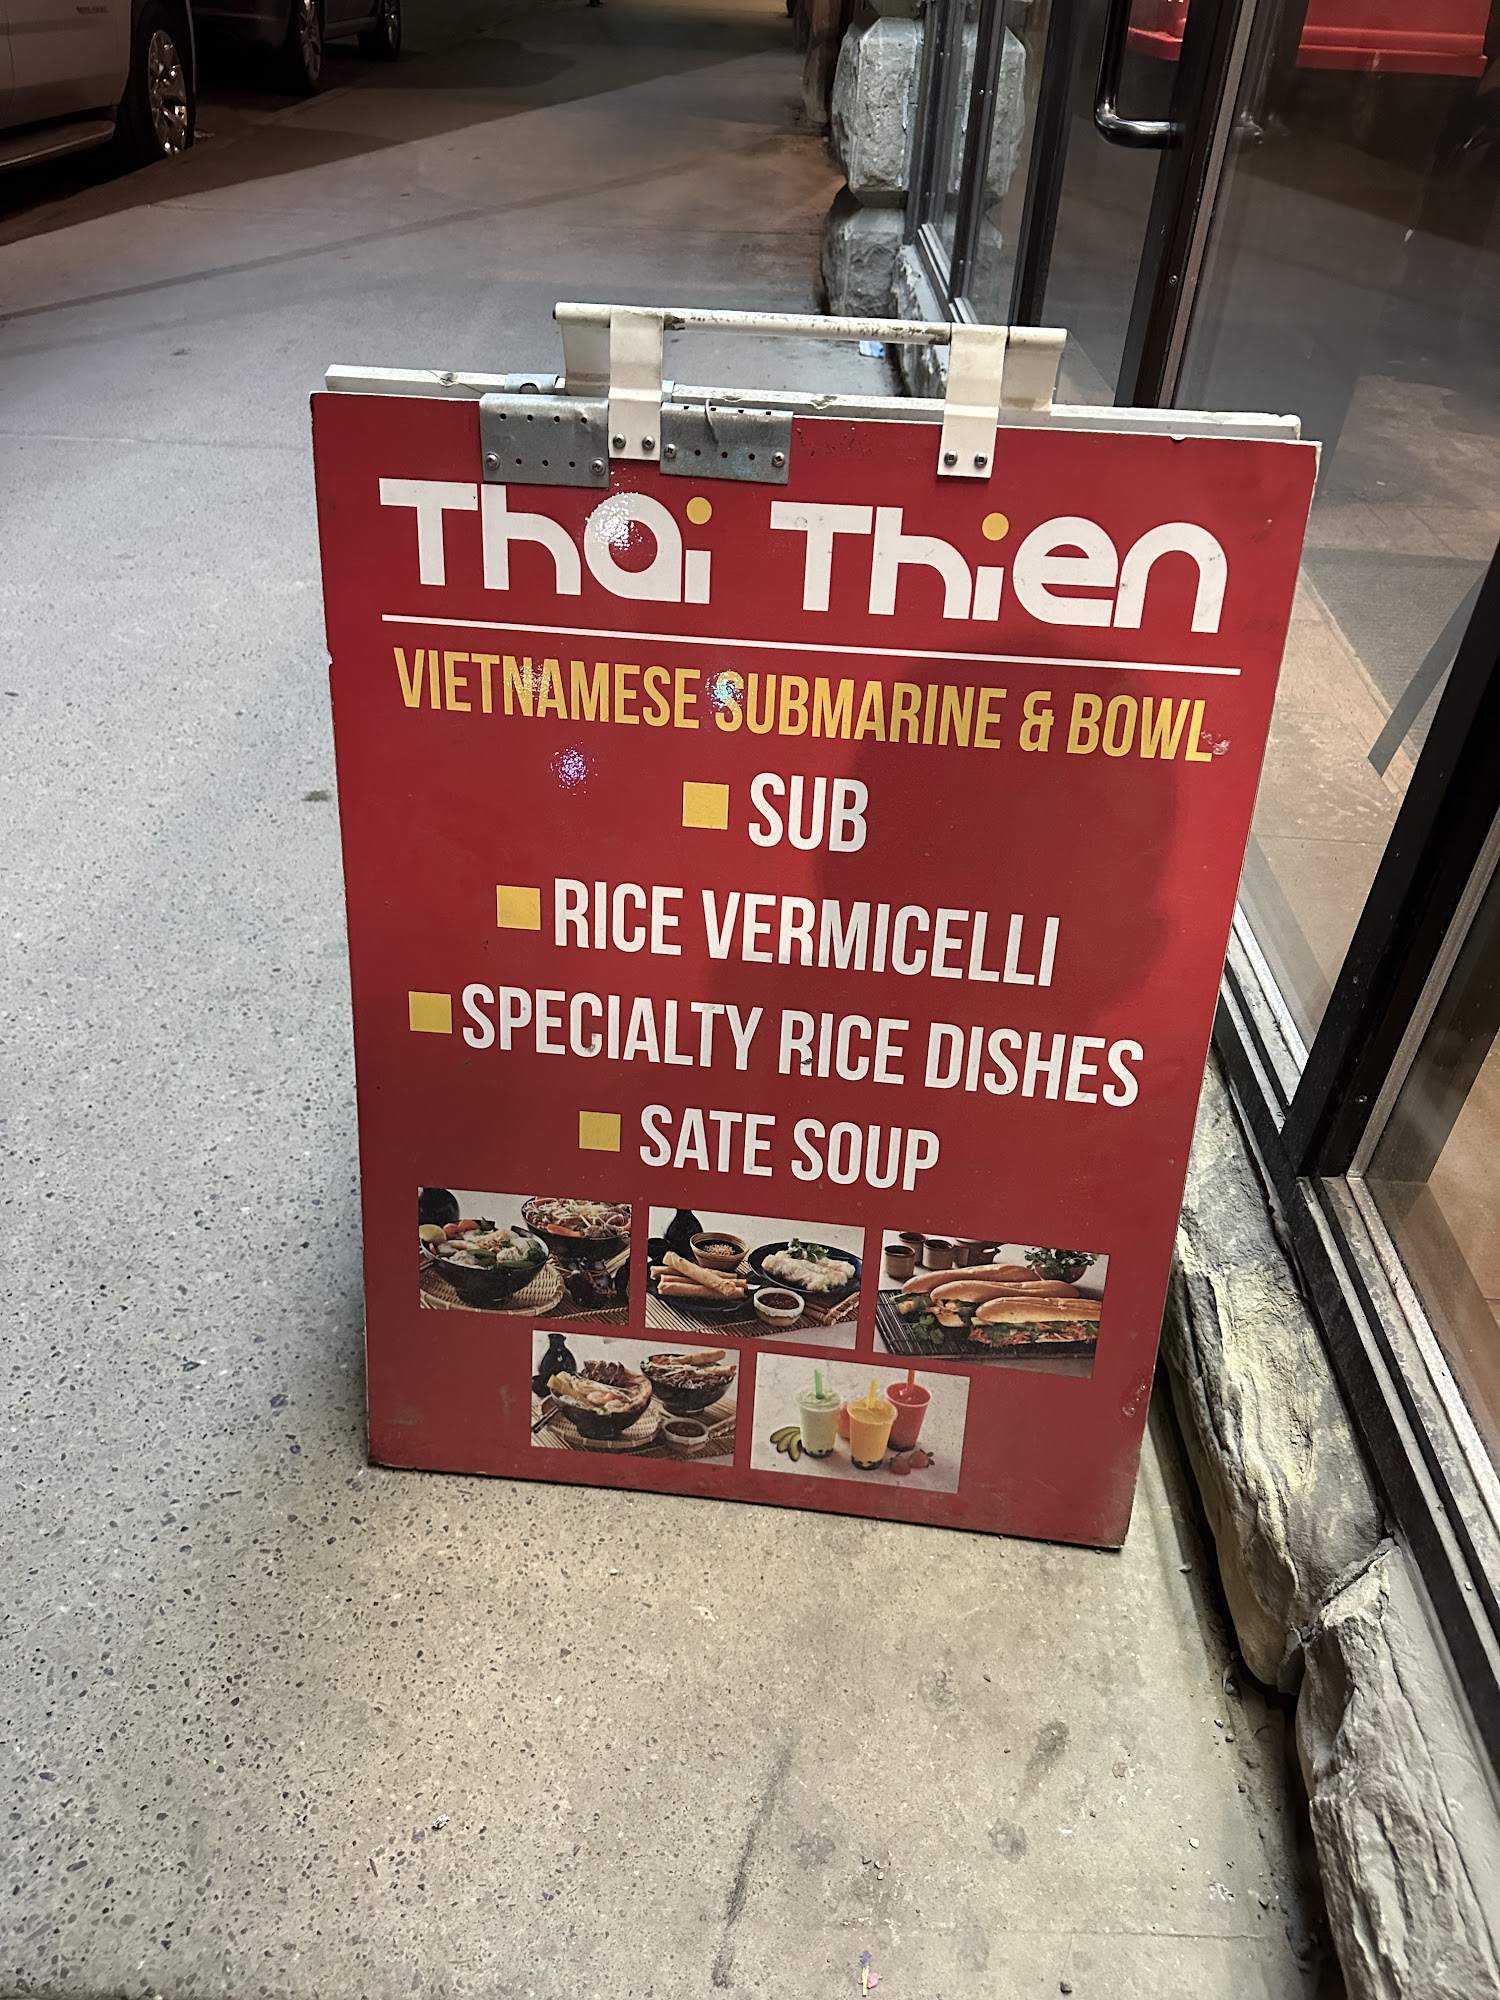 Thai Thien
VIETNAMESE SUBMARINE & BOWL
SUB
RICE VERMICELLI
SPECIALTY RICE DISHES
SATE SOUP